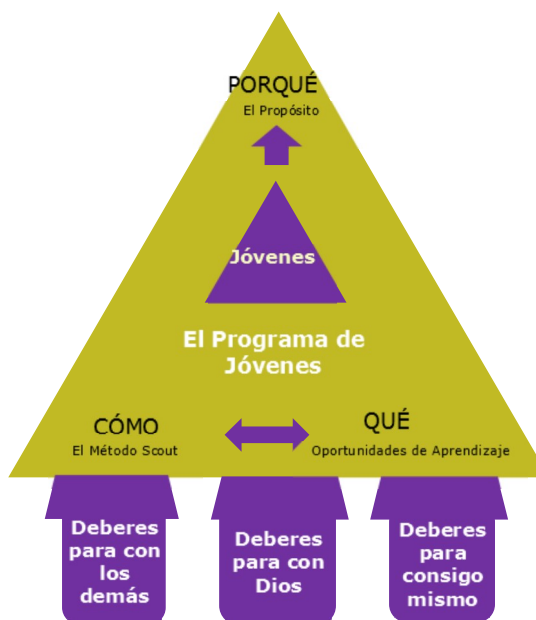 PORQUÉ
El Propósito
Jóvenes
El Programa de
Jóvenes
CÓMO
El Método Scout
QUÉ
Oportunidades de Aprendizaje
Deberes
para con
los
demás
Deberes
para con
Dios
Deberes
para
consigo
mismo